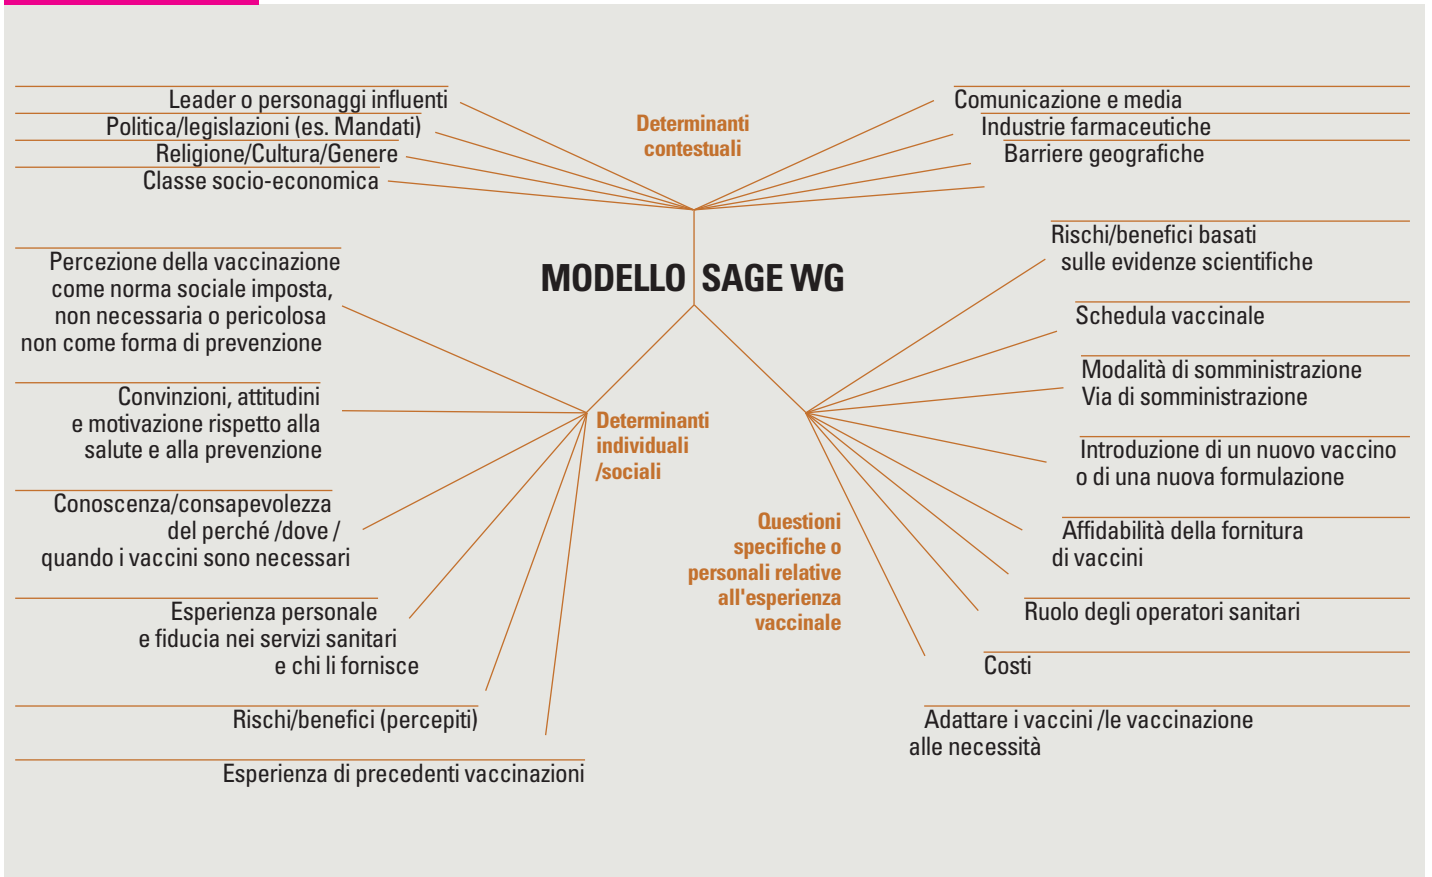 Leader o personaggi influenti
Politica/legislazioni (es. Mandati)
Religione/Cultura/Genere
Classe socio-economica
Determinanti
contestuali
Comunicazione e media
Industrie farmaceutiche
Barriere geografiche
MODELLO SAGE WG
Percezione della vaccinazione
come norma sociale imposta,
non necessaria o pericolosa
non come forma di prevenzione
Convinzioni, attitudini
e motivazione rispetto alla
salute e alla prevenzione
Conoscenza/consapevolezza
del perché /dove /
quando i vaccini sono necessari
Esperienza personale
e fiducia nei servizi sanitari
e chi li fornisce
Rischi/benefici (percepiti)
Esperienza di precedenti vaccinazioni
Determinanti
individuali
/sociali
Questioni
specifiche o
personali relative
all'esperienza
vaccinale
Rischi/benefici basati
sulle evidenze scientifiche
Schedula vaccinale
Modalità di somministrazione
Via di somministrazione
Introduzione di un nuovo vaccino
o di una nuova formulazione
Affidabilità della fornitura
di vaccini
Ruolo degli operatori sanitari
Costi
Adattare i vaccini /le vaccinazione
alle necessità